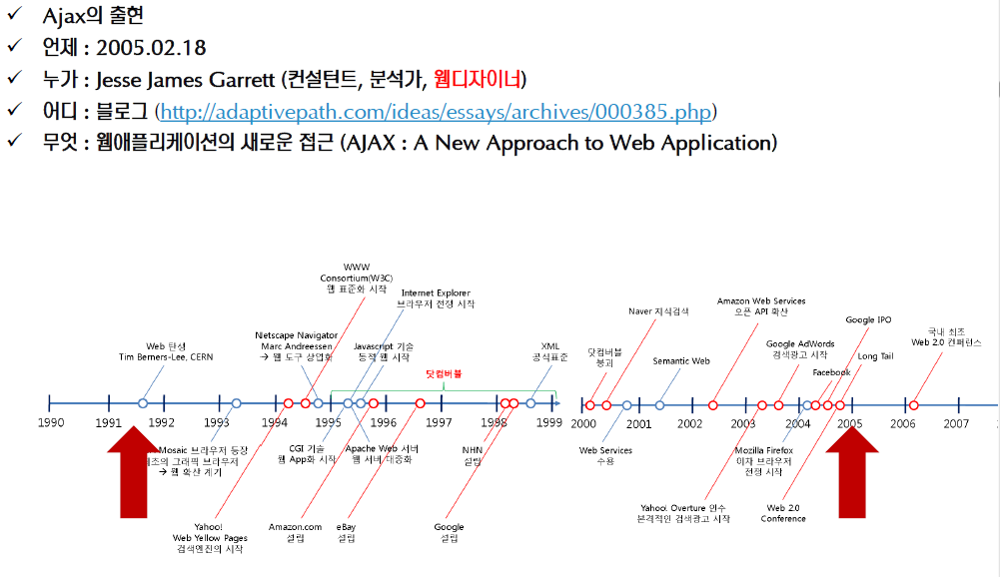 ✓ Ajax의 출현
✓ 언제 : 2005.02.18
✓ 누가 : Jesse James Garrett (컨설턴트, 분석가, 웹디자이너)
✓ 어디 : 블로그 (http://adaptivepath.com/ideas/essays/archives/000385.php)
✓ 무엇 : 웹애플리케이션의 새로운 접근 (AJAX : A New Approach to Web Application)
WWW
Consortium(W3C)
웹 표준화 시작
Internet Explorer
브라우저 전쟁 시작
Netscape Navigator
Marc Andreessen
→ 웹 도구 상업화
Javascript 기술
동적 웹 시작
Web 탄생
Tim Berners-Lee, CERN
XML
공식표준
닷컴버블
Naver 지식검색
Amazon Web Services
오픈 API 확산
Google IPO
국내 최초
Web 2.0 컨퍼런스
닷컴버블
붕괴
Semantic Web
Google AdWords
검색광고 시작
Long Tail
Facebook
1990 1991 1992 1993 1994 1995 1996 1997 1998 1999 2000 2001 2002 2003 2004 2005 2006 2007
Mosaic 브라우저 등장
최조의 그래픽 브라우저
→ 웹 확산 계기
CGI 기술
웹 App화 시작
Apache Web 서버
웹 서버 대중화
NHN
설립
Web Services
수용
Mozilla Firefox
이자 브라우저
전쟁 시작
Yahoo!
Web Yellow Pages
검색엔진의 시작
Amazon.com
설립
eBay
설립
Google
설립
Yahoo! Overture 인수
본격적인 검색광고 시작
Web 2.0
Conference